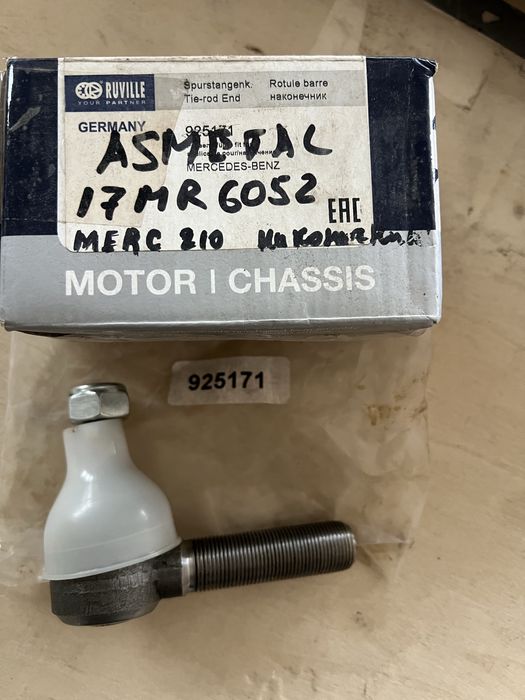 RUVILLE
YOUR PARTNER
Spurstangenk.
Tie-rod End
Rotule barre
наконечник
GERMANY
925171
MERCEDES-BENZ
ASMETAL
17MR6052
EAC
MERC 210
MOTOR | CHASSIS
925171